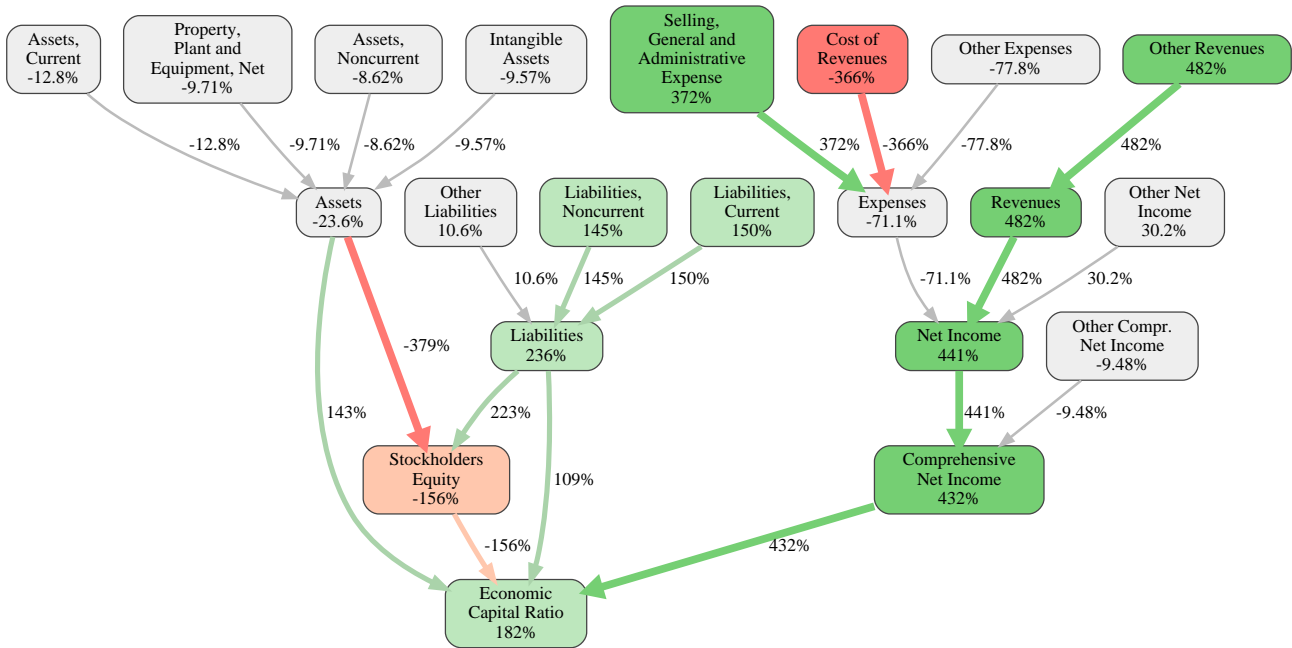 Assets,
Current
-12.8%
Property,
Plant and
Equipment, Net
-9.71%
Assets,
Noncurrent
-8.62%
Intangible
Assets
-9.57%
Selling,
General and
Administrative
Expense
372%
Cost of
Revenues
-366%
Other Expenses
-77.8%
Other Revenues
482%
-12.8%
-9.71%
-8.62%
-9.57%
372%
-366%
-77.8%
482%
Assets
-23.6%
Other
Liabilities
10.6%
Liabilities,
Noncurrent
145%
Liabilities,
Current
150%
Expenses
-71.1%
Revenues
482%
Other Net
Income
30.2%
10.6%
145%
150%
-71.1%
482%
30.2%
-379%
Liabilities
236%
Net Income
441%
Other Compr.
Net Income
-9.48%
143%
223%
441%
-9.48%
Stockholders
Equity
-156%
109%
Comprehensive
Net Income
432%
-156%
432%
Economic
Capital Ratio
182%